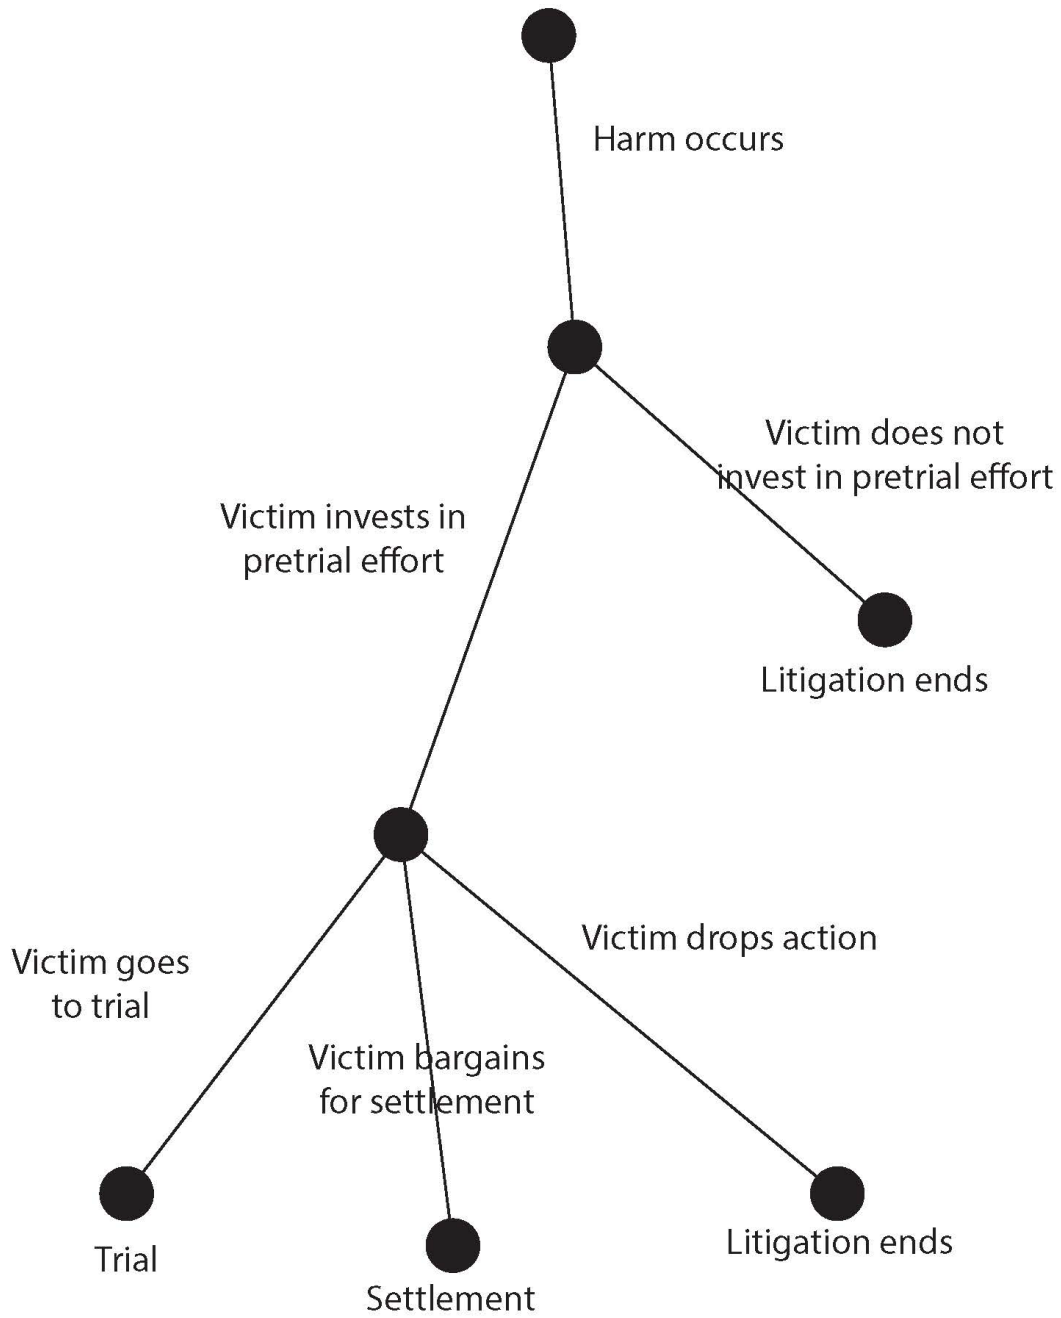 Harm occurs
Victim does not
invest in pretrial effort
Victim invests in
pretrial effort
Litigation ends
Victim drops action
Victim goes
to trial
Victim bargains
for settlement
Litigation ends
Trial
Settlement